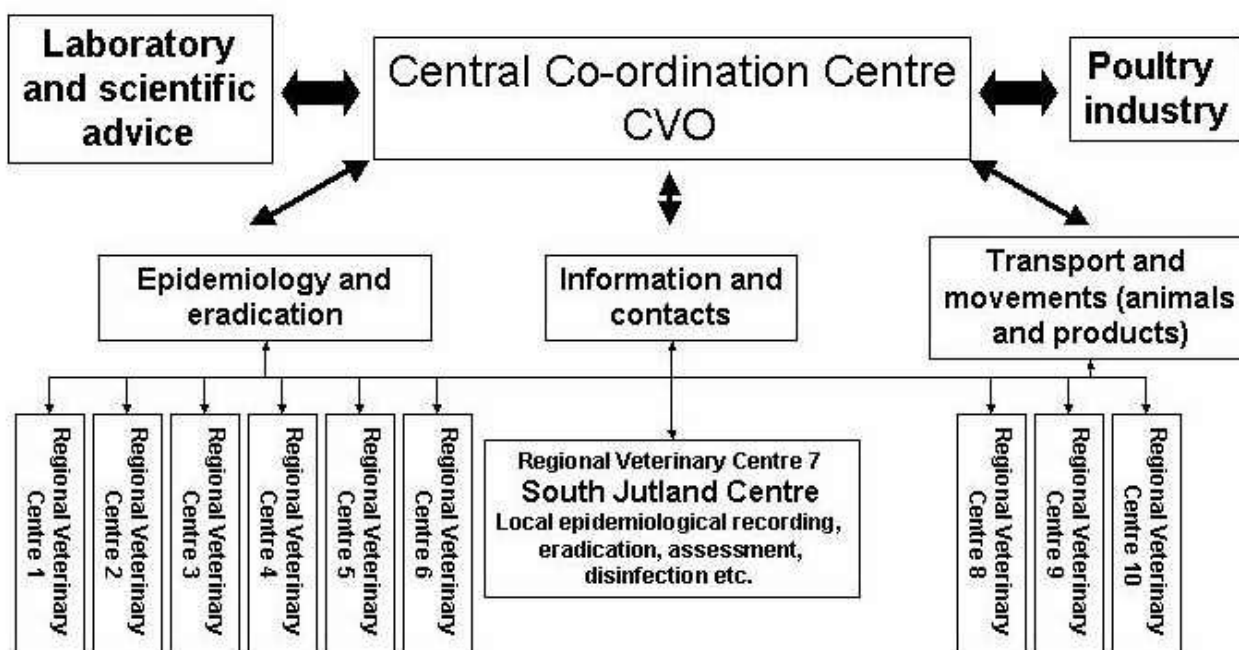 Laboratory
and scientific
advice
Central Co-ordination Centre
CVO
Poultry
industry
Epidemiology and
eradication
Information and
contacts
Transport and
movements (animals
and products)
Regional Veterinary
Centre 1
Regional Veterinary
Centre 2
Regional Veterinary
Centre 3
Regional Veterinary
Centre 4
Regional Veterinary
Centre 5
Regional Veterinary
Centre 6
Regional Veterinary Centre 7
South Jutland Centre
Local epidemiological recording,
eradication, assessment,
disinfection etc.
Regional Veterinary
Centre 8
Regional Veterinary
Centre 9
Regional Veterinary
Centre 10